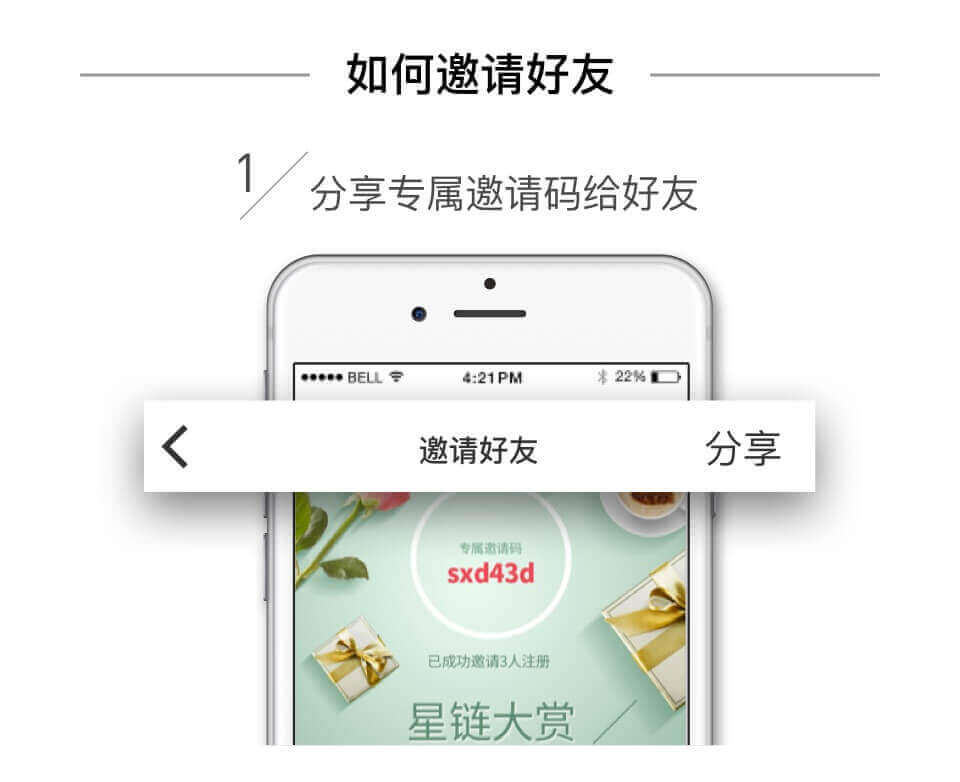 如何邀请好友
1
分享专属邀请码给好友
BELL 4:21PM 22%
邀请好友 分享
专属邀请码
sxd43d
已成功邀请3人注册
星链大赏